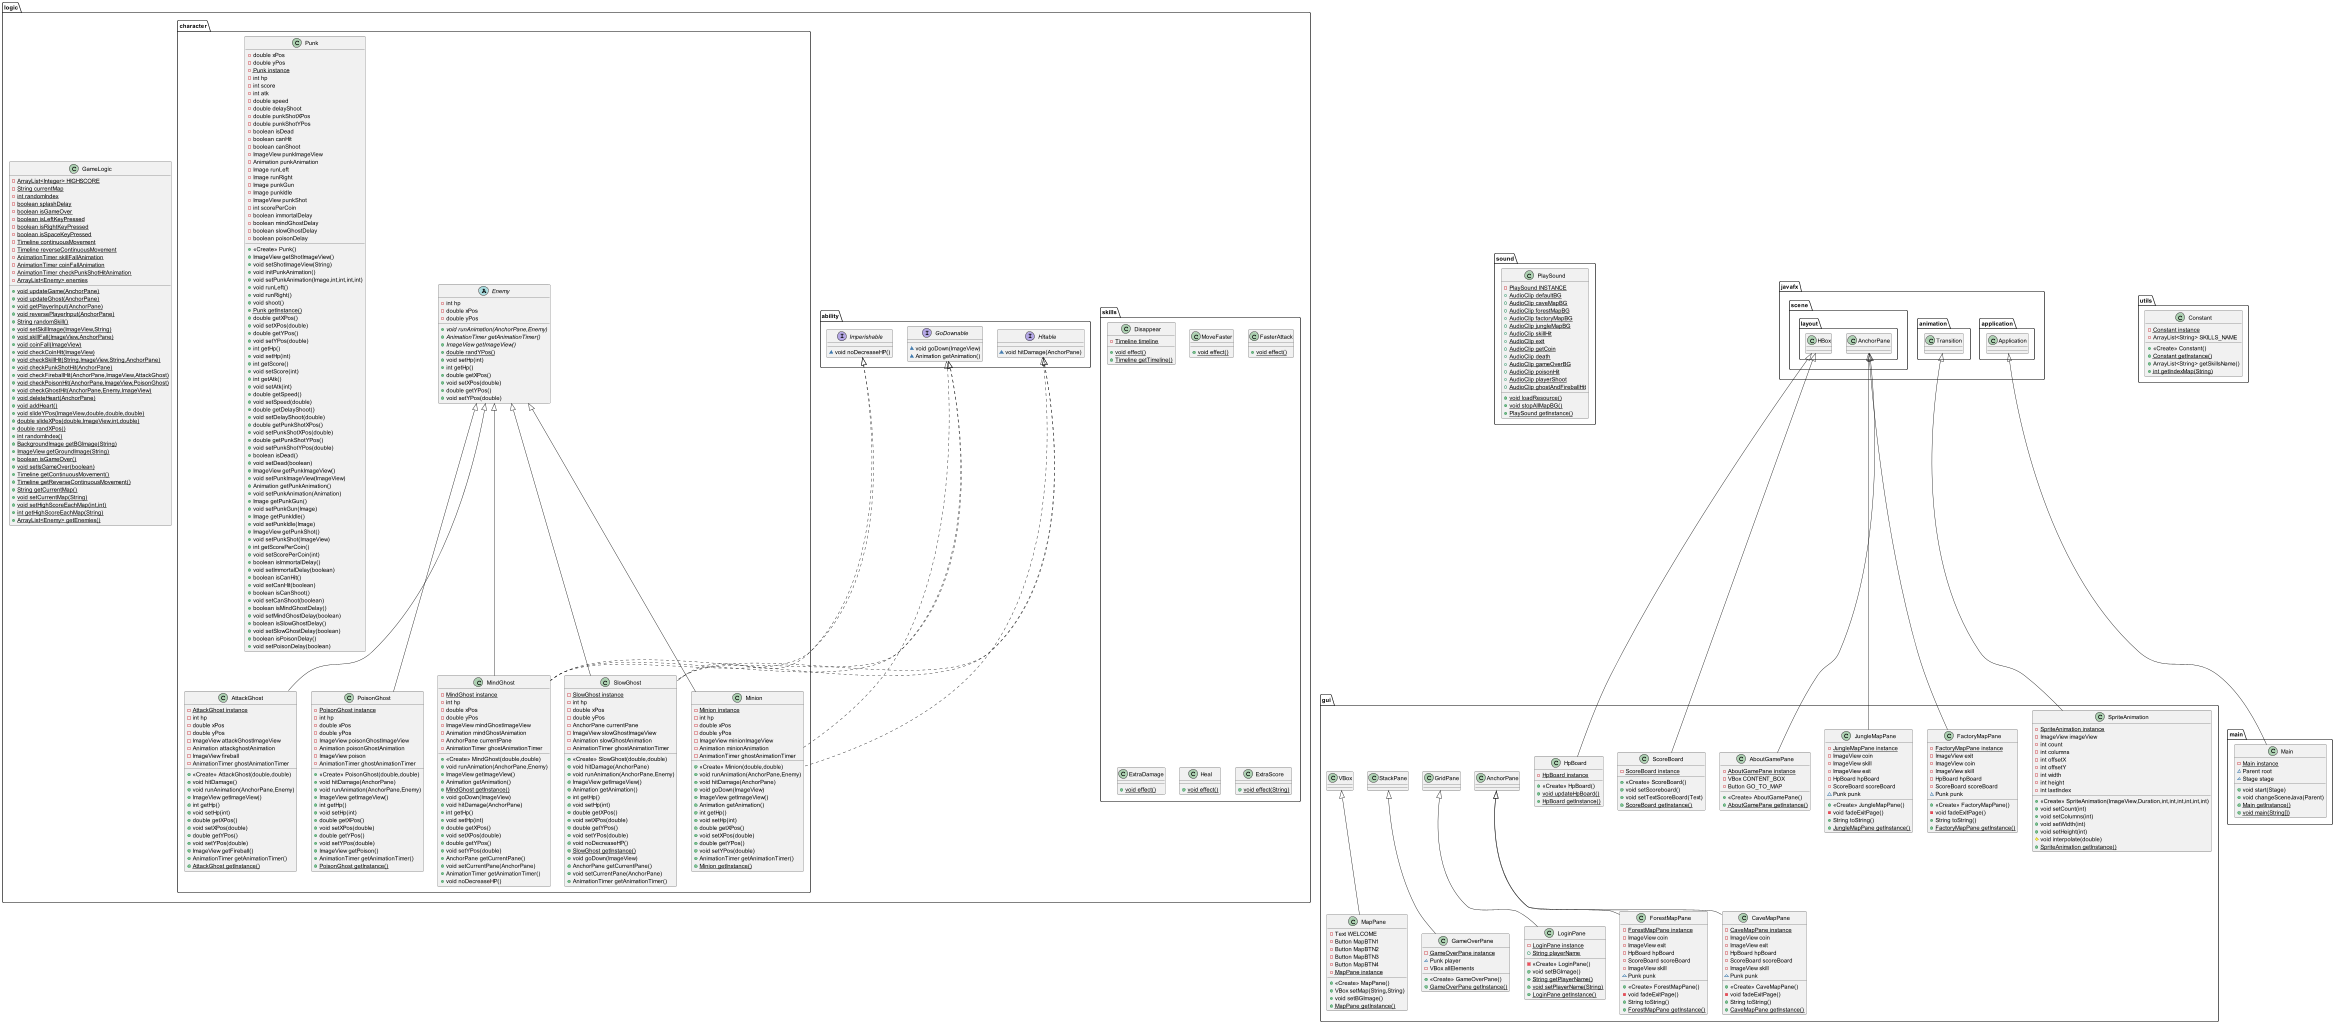 logic
GameLogic
ArrayList<Integer> HIGHSCORE
String currentMap
int randomIndex
boolean splashDelay
boolean isGameOver
boolean isLeftKeyPressed
boolean isRightKeyPressed
boolean isSpaceKeyPressed
Timeline continuousMovement
Timeline reverseContinuousMovement
AnimationTimer skillFallAnimation
AnimationTimer coinFallAnimation
AnimationTimer checkPunkShotHitAnimation
ArrayList<Enemy> enemies
void updateGame(AnchorPane)
void updateGhost(AnchorPane)
void getPlayerInput(AnchorPane)
void reversePlayerInput(AnchorPane)
String randomSkill()
void setSkillImage(ImageView,String)
void skillFall(ImageView,AnchorPane)
void coinFall(ImageView)
void checkCoinHit(ImageView)
void checkSkillHit(String,ImageView,String,AnchorPane)
void checkPunkShotHit(AnchorPane)
void checkFireballHit(AnchorPane,ImageView,AttackGhost)
void checkPoisonHit(AnchorPane,ImageView,PoisonGhost)
void checkGhostHit(AnchorPane,Enemy,ImageView)
void deleteHeart(AnchorPane)
void addHeart()
void slideYPos(ImageView,double,double,double)
double slideXPos(double,ImageView,int,double)
double randXPos()
int randomIndex()
BackgroundImage getBGImage(String)
ImageView getGroundImage(String)
boolean isGameOver()
void setIsGameOver(boolean)
Timeline getContinuousMovement()
Timeline getReverseContinuousMovement()
String getCurrentMap()
void setCurrentMap(String)
void setHighScoreEachMap(int,int)
int getHighScoreEachMap(String)
ArrayList<Enemy> getEnemies()
character
Punk
double xPos
double yPos
Punk instance
int hp
int score
int atk
double speed
double delayShoot
double punkShotXPos
double punkShotYPos
boolean isDead
boolean canHit
boolean canShoot
ImageView punkImageView
Animation punkAnimation
Image runLeft
Image runRight
Image punkGun
Image punkIdle
ImageView punkShot
int scorePerCoin
boolean immortalDelay
boolean mindGhostDelay
boolean slowGhostDelay
boolean poisonDelay
«Create» Punk()
ImageView getShotImageView()
void setShotImageView(String)
void initPunkAnimation()
void setPunkAnimation(Image,int,int,int,int)
void runLeft()
void runRight()
void shoot()
Punk getInstance()
double getXPos()
void setXPos(double)
double getYPos()
void setYPos(double)
int getHp()
void setHp(int)
int getScore()
void setScore(int)
int getAtk()
void setAtk(int)
double getSpeed()
void setSpeed(double)
double getDelayShoot()
void setDelayShoot(double)
double getPunkShotXPos()
void setPunkShotXPos(double)
double getPunkShotYPos()
void setPunkShotYPos(double)
boolean isDead()
void setDead(boolean)
ImageView getPunkImageView()
void setPunkImageView(ImageView)
Animation getPunkAnimation()
void setPunkAnimation(Animation)
Image getPunkGun()
void setPunkGun(Image)
Image getPunkIdle()
void setPunkIdle(Image)
ImageView getPunkShot()
void setPunkShot(ImageView)
int getScorePerCoin()
void setScorePerCoin(int)
boolean isImmortalDelay()
void setImmortalDelay(boolean)
boolean isCanHit()
void setCanHit(boolean)
boolean isCanShoot()
void setCanShoot(boolean)
boolean isMindGhostDelay()
void setMindGhostDelay(boolean)
boolean isSlowGhostDelay()
void setSlowGhostDelay(boolean)
boolean isPoisonDelay()
void setPoisonDelay(boolean)
Enemy
int hp
double xPos
double yPos
void runAnimation(AnchorPane,Enemy)
AnimationTimer getAnimationTimer()
ImageView getImageView()
double randYPos()
void setHp(int)
int getHp()
double getXPos()
void setXPos(double)
double getYPos()
void setYPos(double)
AttackGhost
AttackGhost instance
int hp
double xPos
double yPos
ImageView attackGhostImageView
Animation attackghostAnimation
ImageView fireball
AnimationTimer ghostAnimationTimer
«Create» AttackGhost(double,double)
void hitDamage()
void runAnimation(AnchorPane,Enemy)
ImageView getImageView()
int getHp()
void setHp(int)
double getXPos()
void setXPos(double)
double getYPos()
void setYPos(double)
ImageView getFireball()
AnimationTimer getAnimationTimer()
AttackGhost getInstance()
PoisonGhost
PoisonGhost instance
int hp
double xPos
double yPos
ImageView poisonGhostImageView
Animation poisonGhostAnimation
ImageView poison
AnimationTimer ghostAnimationTimer
«Create» PoisonGhost(double,double)
void hitDamage(AnchorPane)
void runAnimation(AnchorPane,Enemy)
ImageView getImageView()
int getHp()
void setHp(int)
double getXPos()
void setXPos(double)
double getYPos()
void setYPos(double)
ImageView getPoison()
AnimationTimer getAnimationTimer()
PoisonGhost getInstance()
MindGhost
MindGhost instance
int hp
double xPos
double yPos
ImageView mindGhostImageView
Animation mindGhostAnimation
AnchorPane currentPane
AnimationTimer ghostAnimationTimer
«Create» MindGhost(double,double)
void runAnimation(AnchorPane,Enemy)
ImageView getImageView()
Animation getAnimation()
MindGhost getInstance()
void goDown(ImageView)
void hitDamage(AnchorPane)
int getHp()
void setHp(int)
double getXPos()
void setXPos(double)
double getYPos()
void setYPos(double)
AnchorPane getCurrentPane()
void setCurrentPane(AnchorPane)
AnimationTimer getAnimationTimer()
void noDecreaseHP()
SlowGhost
SlowGhost instance
int hp
double xPos
double yPos
AnchorPane currentPane
ImageView slowGhostImageView
Animation slowGhostAnimation
AnimationTimer ghostAnimationTimer
«Create» SlowGhost(double,double)
void hitDamage(AnchorPane)
void runAnimation(AnchorPane,Enemy)
ImageView getImageView()
Animation getAnimation()
int getHp()
void setHp(int)
double getXPos()
void setXPos(double)
double getYPos()
void setYPos(double)
void noDecreaseHP()
SlowGhost getInstance()
void goDown(ImageView)
AnchorPane getCurrentPane()
void setCurrentPane(AnchorPane)
AnimationTimer getAnimationTimer()
Minion
Minion instance
int hp
double xPos
double yPos
ImageView minionImageView
Animation minionAnimation
AnimationTimer ghostAnimationTimer
«Create» Minion(double,double)
void runAnimation(AnchorPane,Enemy)
void hitDamage(AnchorPane)
void goDown(ImageView)
ImageView getImageView()
Animation getAnimation()
int getHp()
void setHp(int)
double getXPos()
void setXPos(double)
double getYPos()
void setYPos(double)
AnimationTimer getAnimationTimer()
Minion getInstance()
ability
Imperishable
void noDecreaseHP()
GoDownable
void goDown(ImageView)
Animation getAnimation()
Hitable
void hitDamage(AnchorPane)
skills
Disappear
Timeline timeline
void effect()
Timeline getTimeline()
MoveFaster
void effect()
FasterAttack
void effect()
ExtraDamage
void effect()
Heal
void effect()
ExtraScore
void effect(String)
sound
PlaySound
PlaySound INSTANCE
AudioClip defaultBG
AudioClip caveMapBG
AudioClip forestMapBG
AudioClip factoryMapBG
AudioClip jungleMapBG
AudioClip skillHit
AudioClip exit
AudioClip getCoin
AudioClip death
AudioClip gameOverBG
AudioClip poisonHit
AudioClip playerShoot
AudioClip ghostAndFireballHit
void loadResource()
void stopAllMapBG()
PlaySound getInstance()
javafx
scene
layout
HBox
AnchorPane
animation
Transition
application
Application
utils
Constant
Constant instance
ArrayList<String> SKILLS_NAME
«Create» Constant()
Constant getInstance()
ArrayList<String> getSkillsName()
int getIndexMap(String)
gui
VBox
StackPane
GridPane
AnchorPane
HpBoard
HpBoard instance
«Create» HpBoard()
void updateHpBoard()
HpBoard getInstance()
ScoreBoard
ScoreBoard instance
«Create» ScoreBoard()
void setScoreboard()
void setTextScoreBoard(Text)
ScoreBoard getInstance()
AboutGamePane
AboutGamePane instance
VBox CONTENT_BOX
Button GO_TO_MAP
«Create» AboutGamePane()
AboutGamePane getInstance()
JungleMapPane
JungleMapPane instance
ImageView coin
ImageView skill
ImageView exit
HpBoard hpBoard
ScoreBoard scoreBoard
Punk punk
«Create» JungleMapPane()
void fadeExitPage()
String toString()
JungleMapPane getInstance()
FactoryMapPane
FactoryMapPane instance
ImageView exit
ImageView coin
ImageView skill
HpBoard hpBoard
ScoreBoard scoreBoard
Punk punk
«Create» FactoryMapPane()
void fadeExitPage()
String toString()
FactoryMapPane getInstance()
SpriteAnimation
SpriteAnimation instance
ImageView imageView
int count
int columns
int offsetX
int offsetY
int width
int height
int lastIndex
«Create» SpriteAnimation(ImageView,Duration,int,int,int,int,int,int)
void setCount(int)
void setColumns(int)
void setWidth(int)
void setHeight(int)
void interpolate(double)
SpriteAnimation getInstance()
MapPane
Text WELCOME
Button MapBTN1
Button MapBTN2
Button MapBTN3
Button MapBTN4
MapPane instance
«Create» MapPane()
VBox setMap(String,String)
void setBGImage()
MapPane getInstance()
GameOverPane
GameOverPane instance
Punk player
VBox allElements
«Create» GameOverPane()
GameOverPane getInstance()
LoginPane
LoginPane instance
String playerName
«Create» LoginPane()
void setBGImage()
String getPlayerName()
void setPlayerName(String)
LoginPane getInstance()
ForestMapPane
ForestMapPane instance
ImageView coin
ImageView exit
HpBoard hpBoard
ScoreBoard scoreBoard
ImageView skill
Punk punk
«Create» ForestMapPane()
void fadeExitPage()
String toString()
ForestMapPane getInstance()
CaveMapPane
CaveMapPane instance
ImageView coin
ImageView exit
HpBoard hpBoard
ScoreBoard scoreBoard
ImageView skill
Punk punk
«Create» CaveMapPane()
void fadeExitPage()
String toString()
CaveMapPane getInstance()
main
Main
Main instance
Parent root
Stage stage
void start(Stage)
void changeSceneJava(Parent)
Main getInstance()
void main(String[])